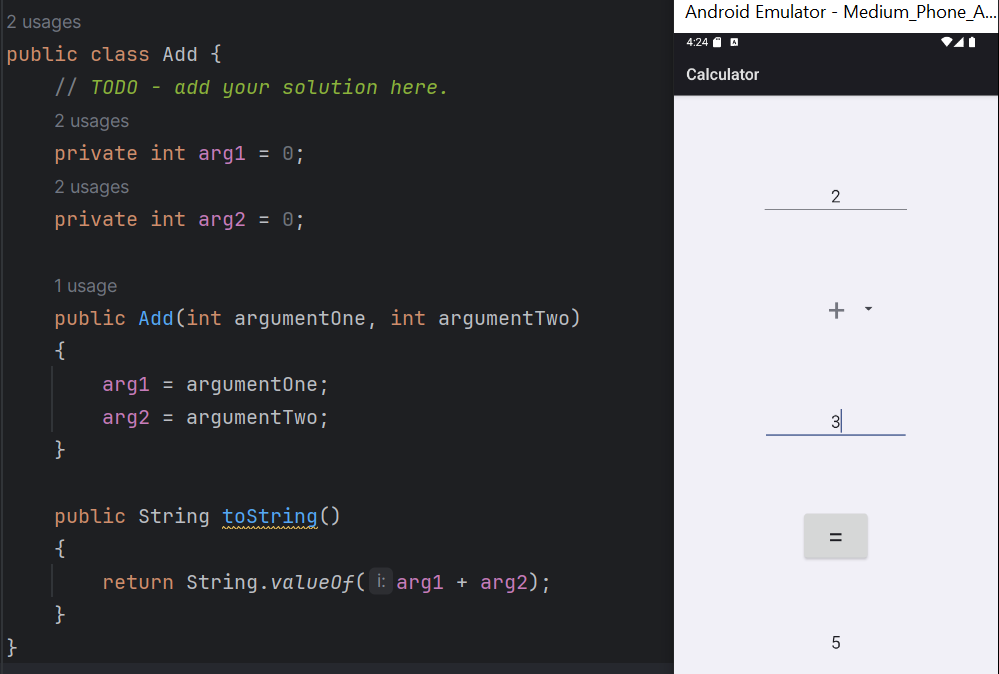 2 usages
public class Add {
// TODO - add your solution here.
2 usages
private int arg1 = 0;
2 usages
private int arg2 = 0;
1 usage
public Add(int argumentOne, int argumentTwo)
{
arg1 = argumentOne;
arg2 = argumentTwo;
}
public String toString()
{
return String.valueOf( i: arg1 + arg2);
}
}
Android Emulator - Medium_Phone_A...
4:24
Calculator
2
+
3
=
5